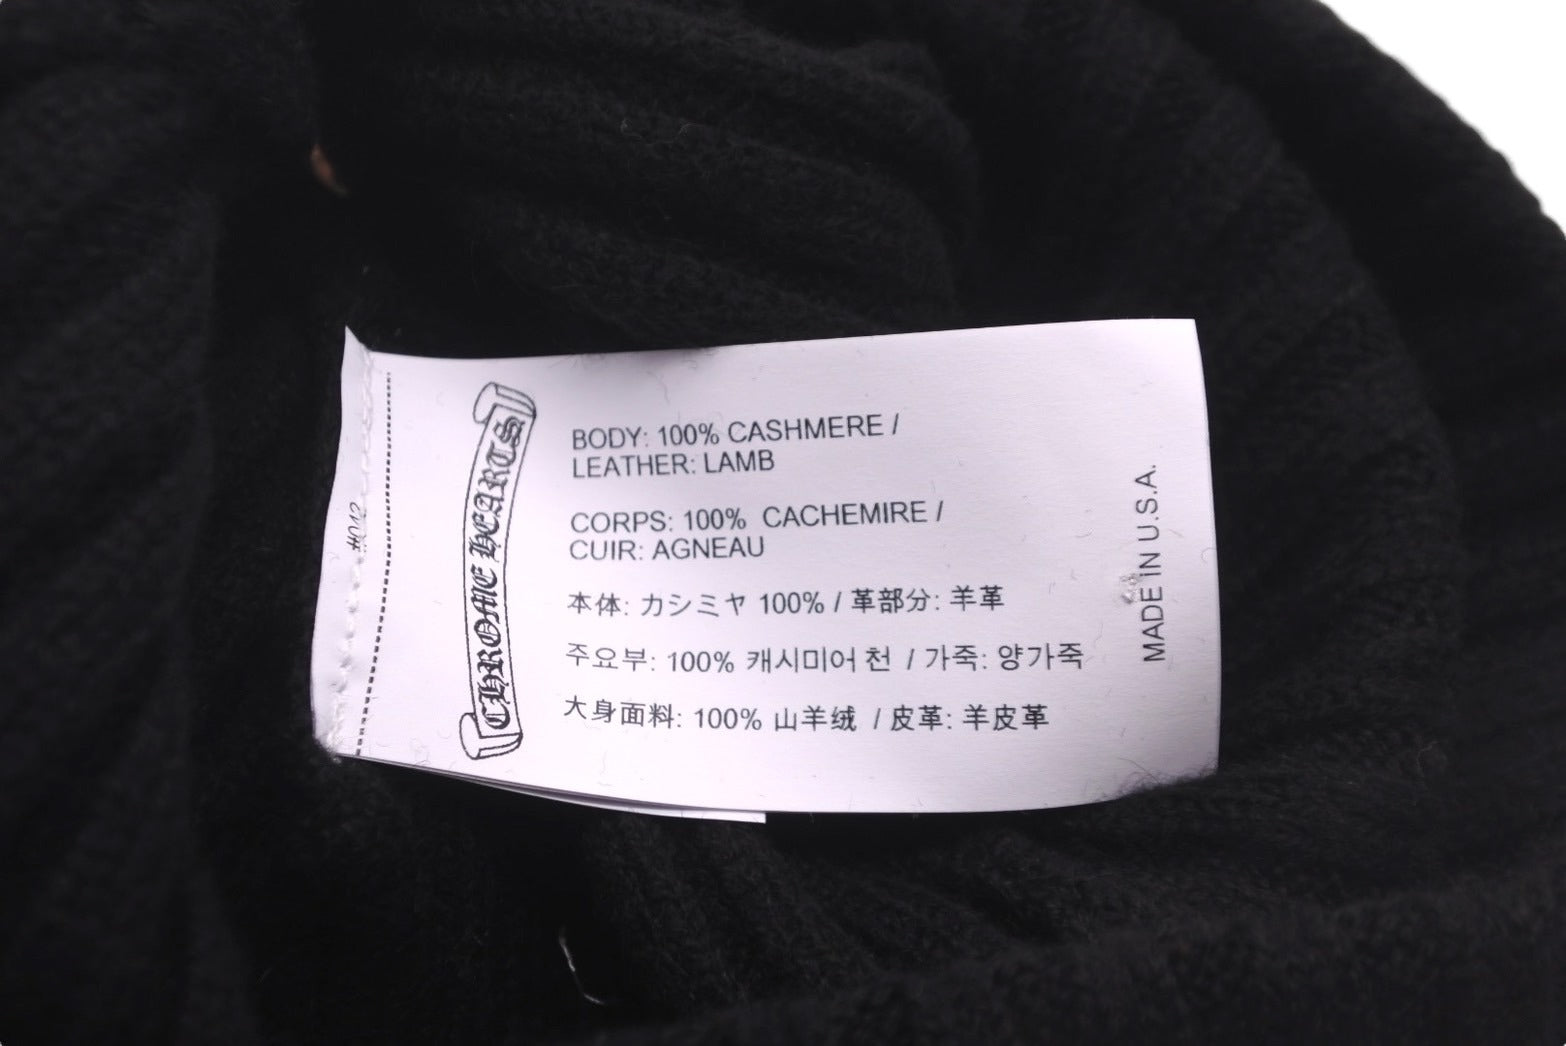 #042
CHROME HEARTS
BODY: 100% CASHMERE /
LEATHER: LAMB
CORPS: 100% CACHEMIRE /
CUIR: AGNEAU
本体: カシミヤ 100% / 革部分: 羊革
주요부: 100% 캐시미어 천 / 가죽: 양가죽
大身面料: 100% 山羊绒 / 皮革: 羊皮革
MADE IN U.S.A.